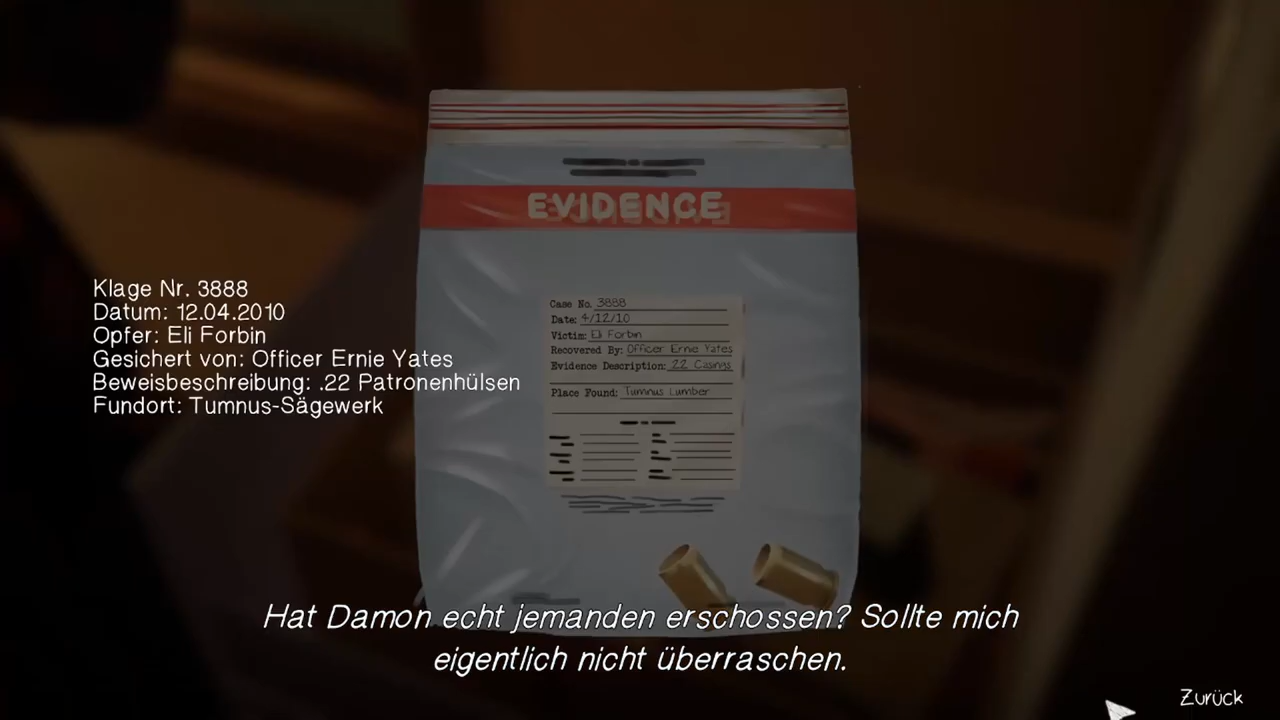 EVIDENCE
Klage Nr. 3888
Datum: 12.04.2010
Opfer: Eli Forbin
Gesichert von: Officer Ernie Yates
Beweisbeschreibung: .22 Patronenhülsen
Fundort: Tumnus-Sägewerk
Case No. 3888
Date: 4/12/10
Victim: Eli Forbin
Recovered By: Officer Ernie Yates
Evidence Description: .22 Casings
Place Found: Tumnus Lumber
Hat Damon echt jemanden erschossen? Sollte mich
eigentlich nicht überraschen.
Zurück